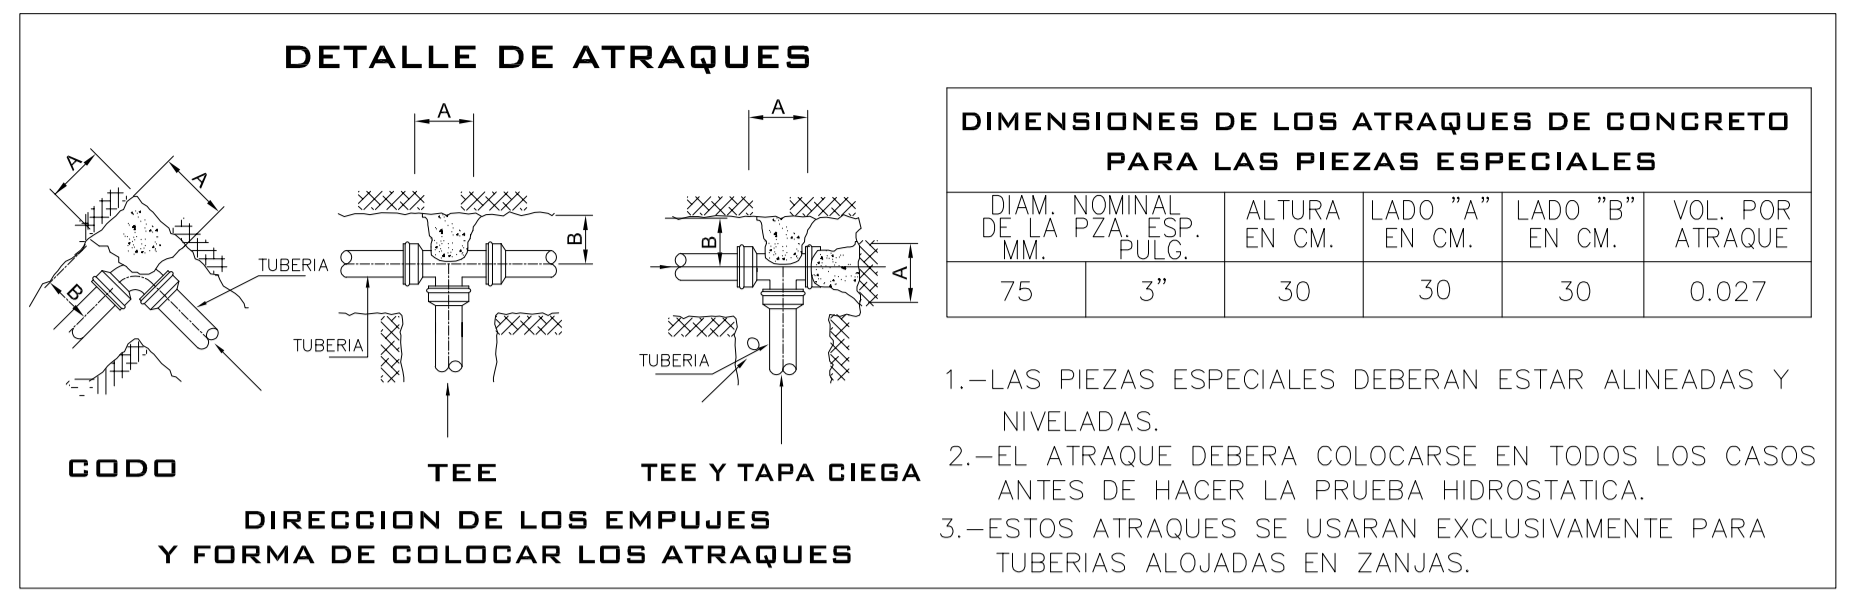 DETALLE DE ATRAQUES
A
A
B
TUBERIA
CODO
A
B
TUBERIA
TEE
A
B
A
TUBERIA
TEE Y TAPA CIEGA
DIRECCION DE LOS EMPUJES
Y FORMA DE COLOCAR LOS ATRAQUES
DIMENSIONES DE LOS ATRAQUES DE CONCRETO
PARA LAS PIEZAS ESPECIALES
DIAM. NOMINAL
DE LA PZA. ESP.
MM. PULG.
ALTURA
EN CM.
LADO "A"
EN CM.
LADO "B"
EN CM.
VOL. POR
ATRAQUE
75 3" 30 30 30 0.027
1.-LAS PIEZAS ESPECIALES DEBERAN ESTAR ALINEADAS Y
NIVELADAS.
2.-EL ATRAQUE DEBERA COLOCARSE EN TODOS LOS CASOS
ANTES DE HACER LA PRUEBA HIDROSTATICA.
3.-ESTOS ATRAQUES SE USARAN EXCLUSIVAMENTE PARA
TUBERIAS ALOJADAS EN ZANJAS.